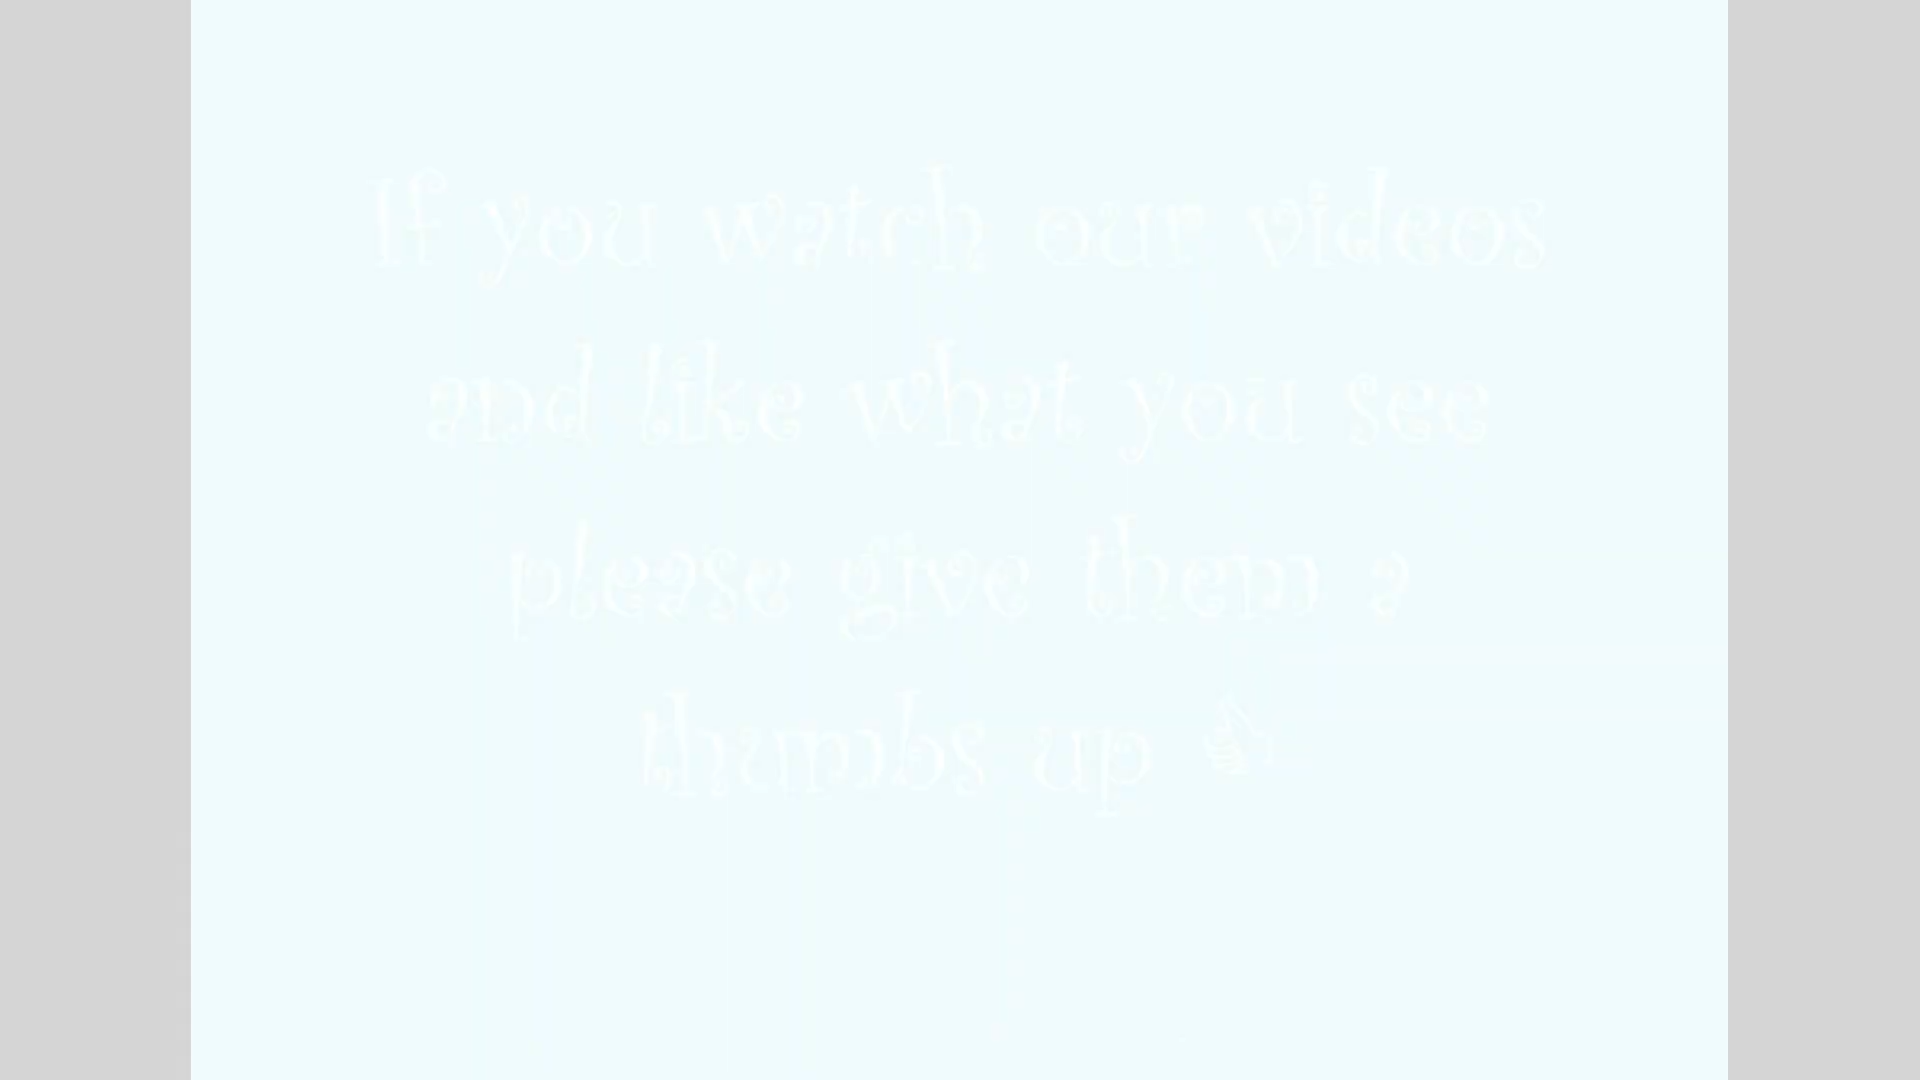 If you watch our videos
and like what you see
please give them a
thumbs up 👍